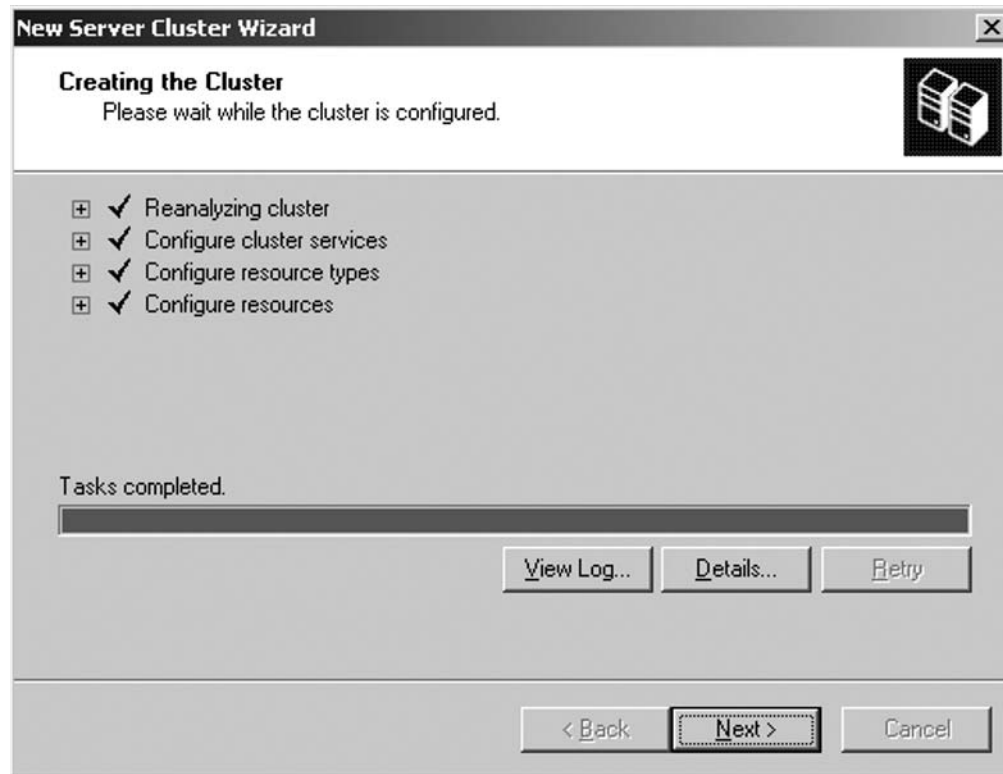 New Server Cluster Wizard
Creating the Cluster
Please wait while the cluster is configured.
Reanalyzing cluster
Configure cluster services
Configure resource types
Configure resources
Tasks completed.
View Log... Details... Retry
< Back Next > Cancel